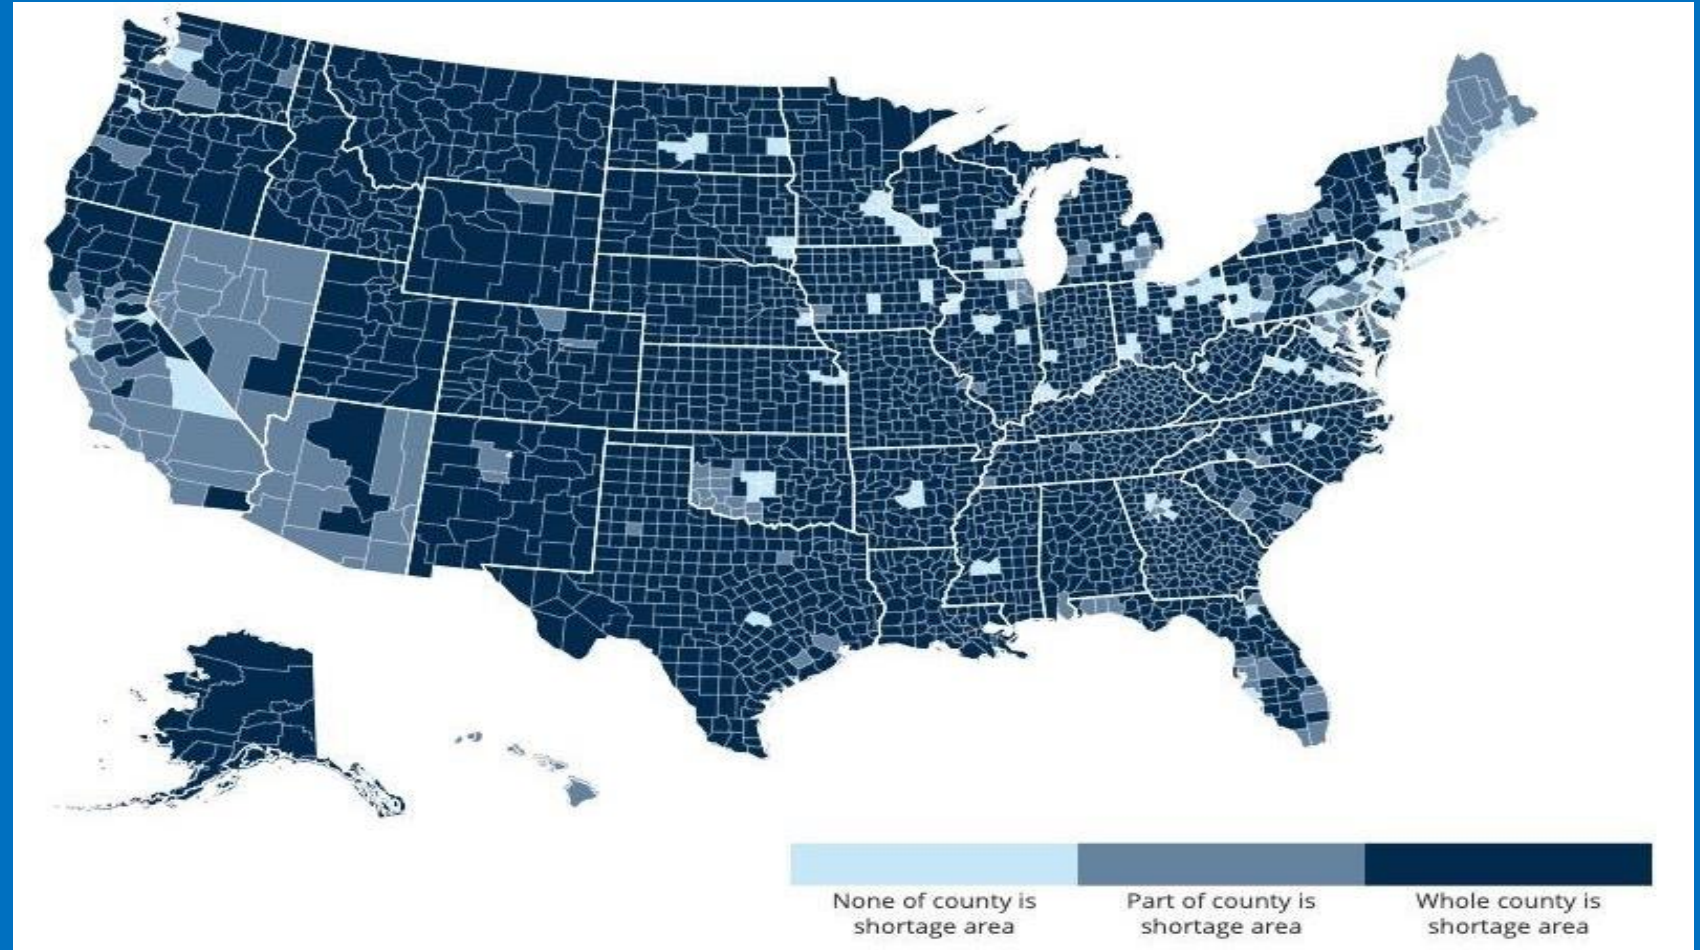 None of county is
shortage area
Part of county is
shortage area
Whole county is
shortage area